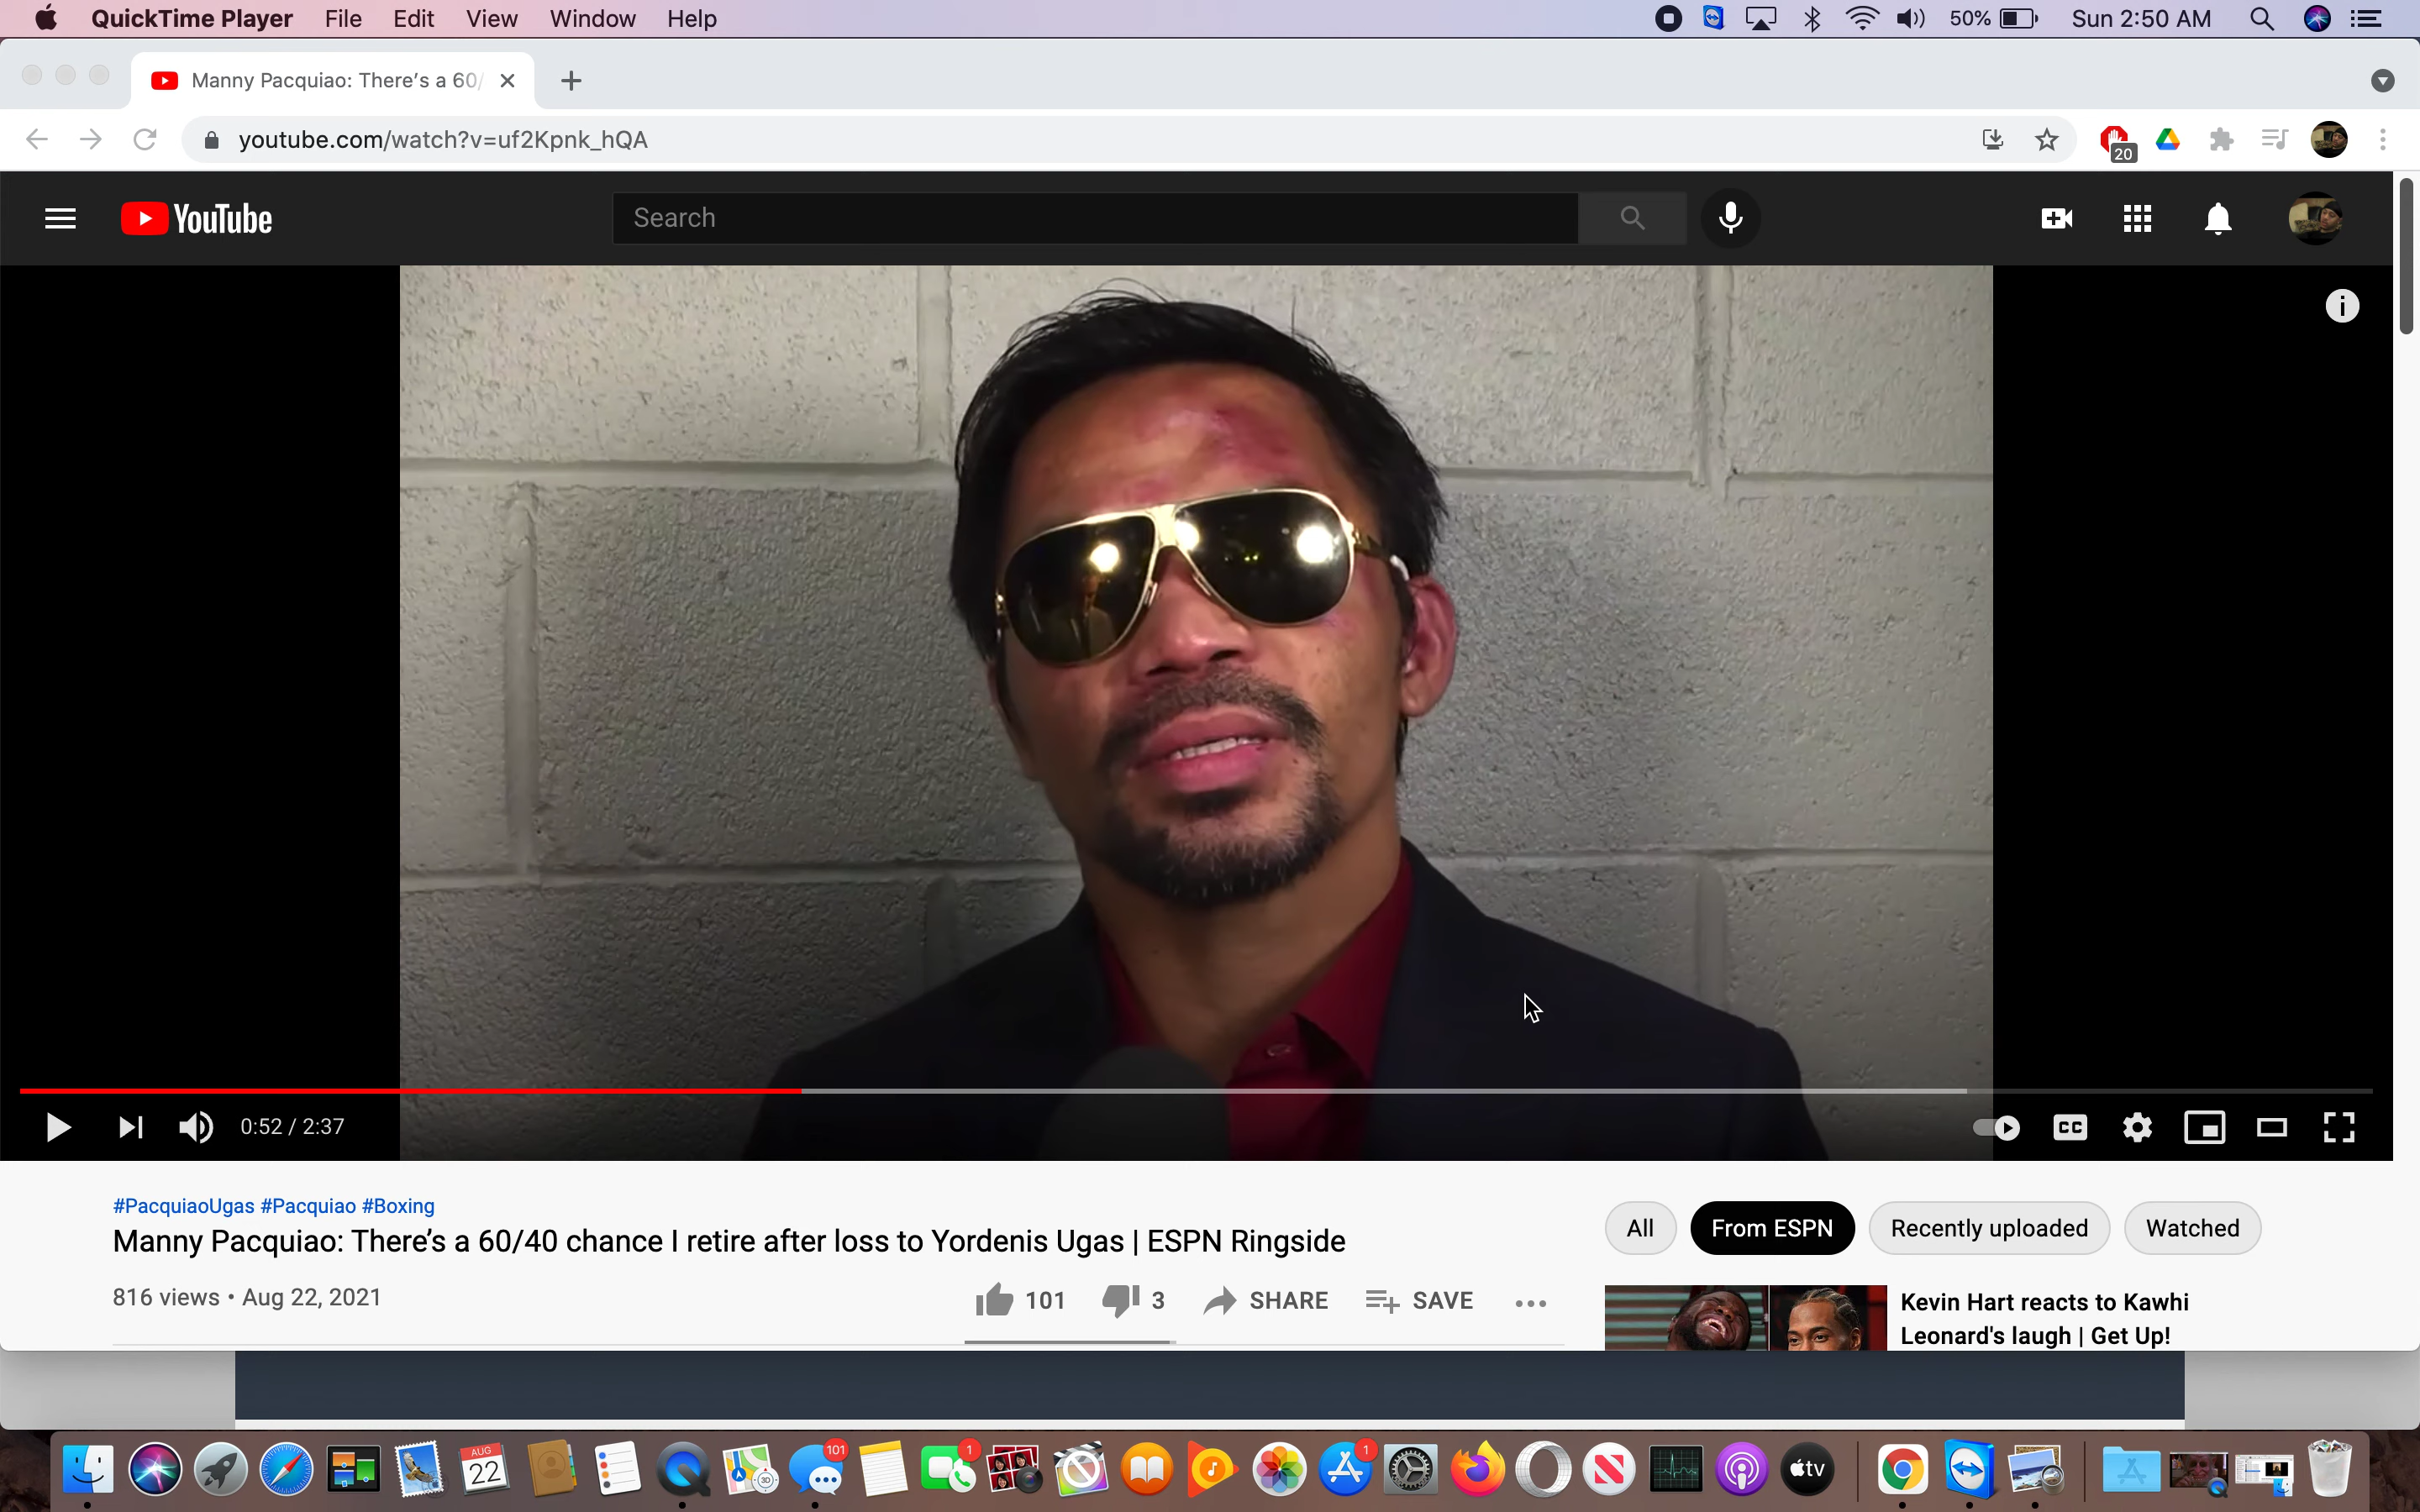 QuickTime Player File Edit View Window Help 50% Sun 2:50 AM
Manny Pacquiao: There's a 60/
youtube.com/watch?v=uf2Kpnk_hQA
20
YouTube
Search
i
0:52 / 2:37
CC
#PacquiaoUgas #Pacquiao #Boxing
Manny Pacquiao: There’s a 60/40 chance I retire after loss to Yordenis Ugas | ESPN Ringside
816 views • Aug 22, 2021
101 3 SHARE SAVE
All From ESPN Recently uploaded Watched
Kevin Hart reacts to Kawhi
Leonard's laugh | Get Up!
AUG
22
3D
101
1
1
tv